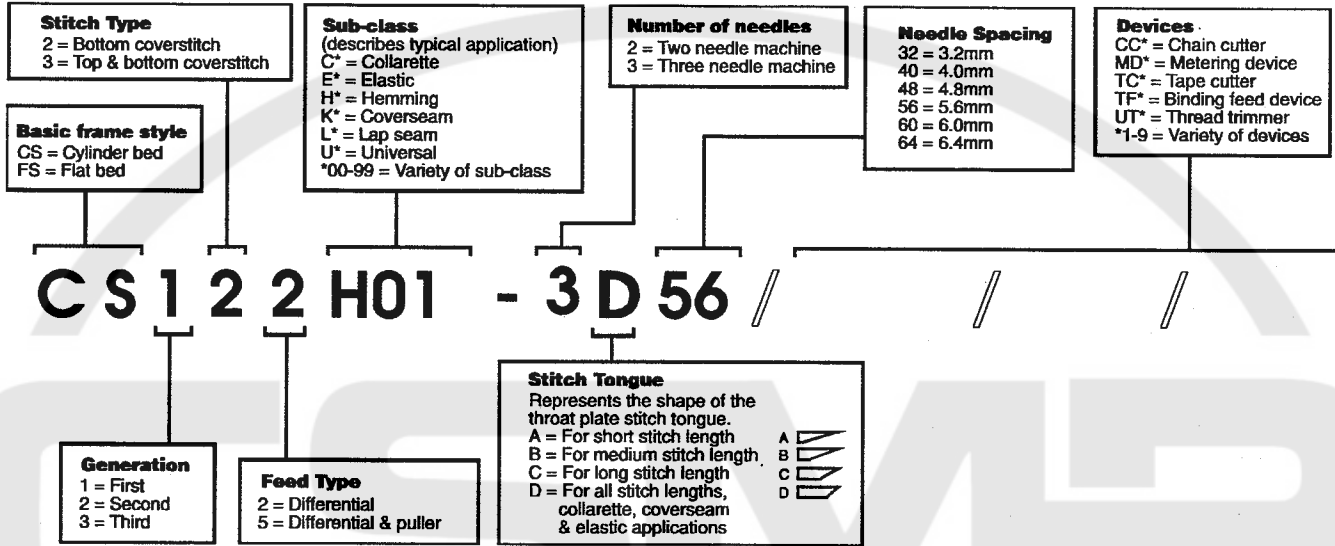 Stitch Type
2 = Bottom coverstitch
3 = Top & bottom coverstitch
Basic frame style
CS = Cylinder bed
FS = Flat bed
Sub-class
(describes typical application)
C* = Collarette
E* = Elastic
H* = Hemming
K* = Coverseam
L* = Lap seam
U* = Universal
*00-99 = Variety of sub-class
Number of needles
2 = Two needle machine
3 = Three needle machine
Needle Spacing
32 = 3.2mm
40 = 4.0mm
48 = 4.8mm
56 = 5.6mm
60 = 6.0mm
64 = 6.4mm
Devices
CC* = Chain cutter
MD* = Metering device
TC* = Tape cutter
TF* = Binding feed device
UT* = Thread trimmer
*1-9 = Variety of devices
CS122H01 - 3D56/ / /
Generation
1 = First
2 = Second
3 = Third
Feed Type
2 = Differential
5 = Differential & puller
Stitch Tongue
Represents the shape of the
throat plate stitch tongue.
A = For short stitch length A
B = For medium stitch length B
C = For long stitch length C
D = For all stitch lengths, D
collarette, coverseam
& elastic applications